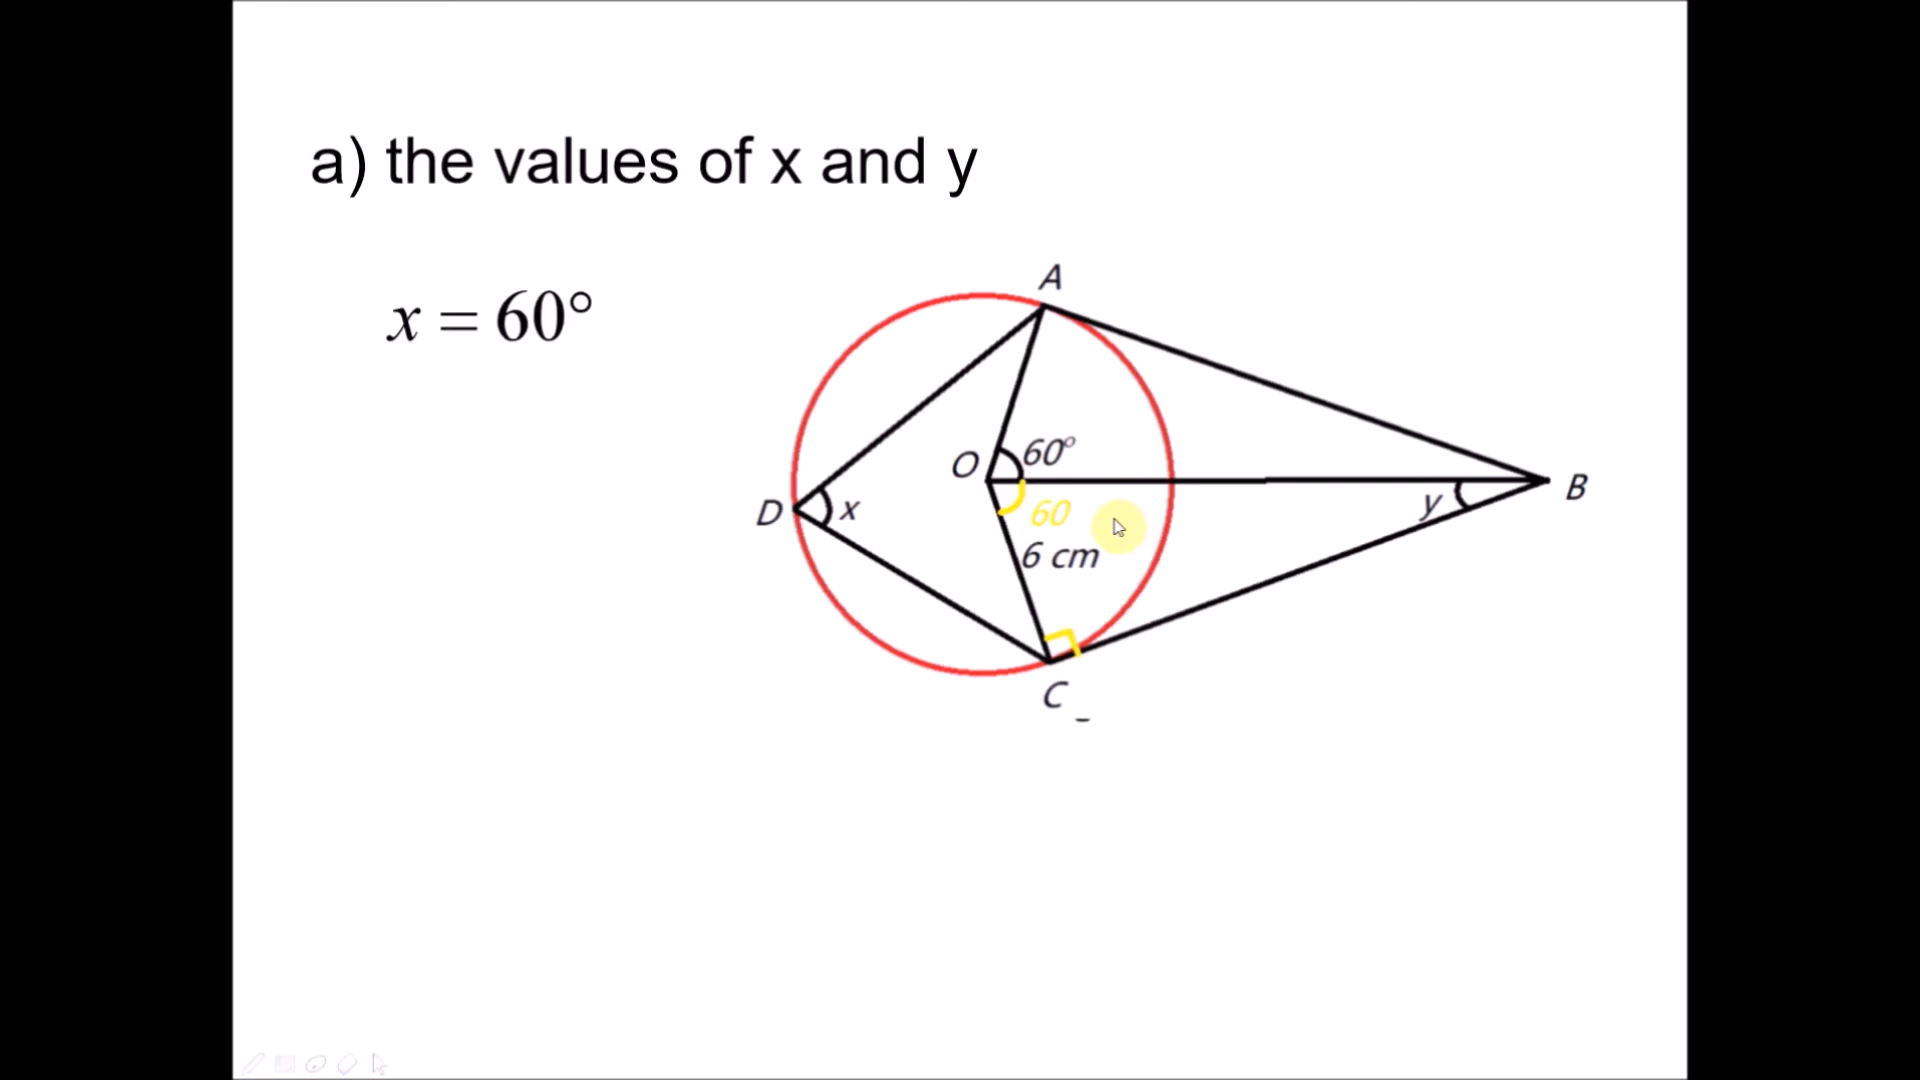 a) the values of x and y
x = 60°
A
O
60°
B
D
x
60
y
6 cm
C